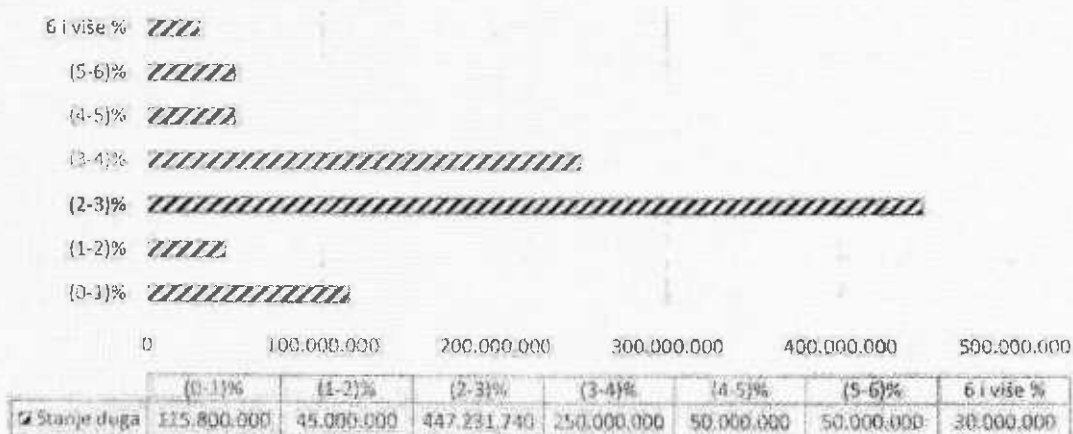 6 i više %
(5-6)%
(4-5)%
(3-4)%
(2-3)%
(1-2)%
(0-1)%
0 100.000.000 200.000.000 300.000.000 400.000.000 500.000.000
(0-1)% (1-2)% (2-3)% (3-4)% (4-5)% (5-6)% 6 i više %
Stanje duga 115.800.000 45.000.000 447.231.740 250.000.000 50.000.000 50.000.000 30.000.000